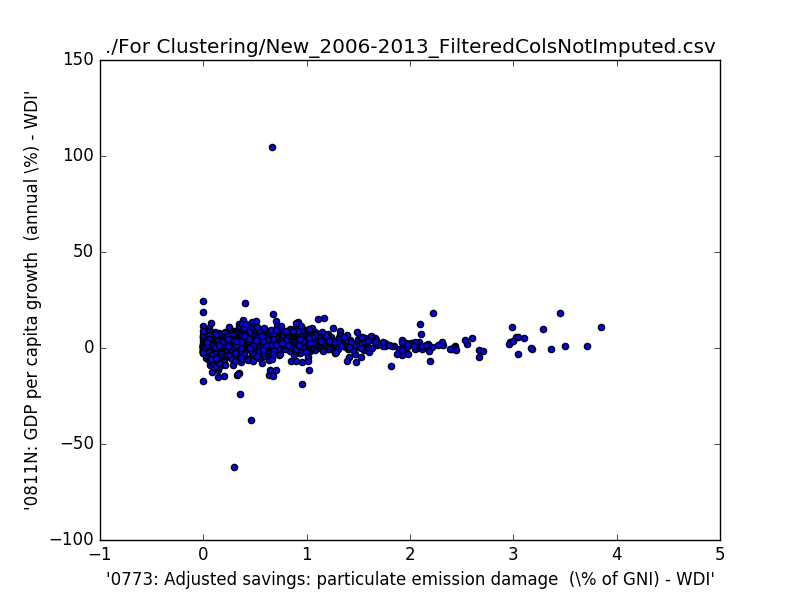 ./For Clustering/New_2006-2013_FilteredColsNotImputed.csv
150
100
50
0
−50
−100
−1 0 1 2 3 4 5
'0811N: GDP per capita growth  (annual \%) - WDI'
'0773: Adjusted savings: particulate emission damage  (\% of GNI) - WDI'